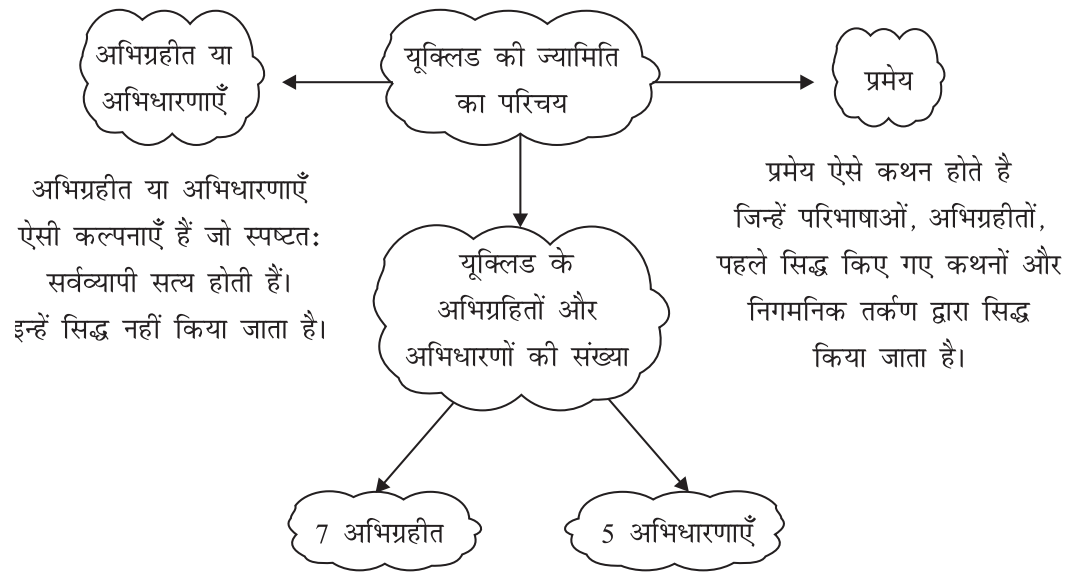 अभिग्रहीत या
अभिधारणाएँ
यूक्लिड की ज्यामिति
का परिचय
प्रमेय
अभिग्रहीत या अभिधारणाएँ
ऐसी कल्पनाएँ हैं जो स्पष्टत:
सर्वव्यापी सत्य होती हैं।
इन्हें सिद्ध नहीं किया जाता है।
प्रमेय ऐसे कथन होते है
जिन्हें परिभाषाओं, अभिग्रहीतों,
पहले सिद्ध किए गए कथनों और
निगमनिक तर्कण द्वारा सिद्ध
किया जाता है।
यूक्लिड के
अभिग्रहितों और
अभिधारणों की संख्या
7 अभिग्रहीत
5 अभिधारणाएँ